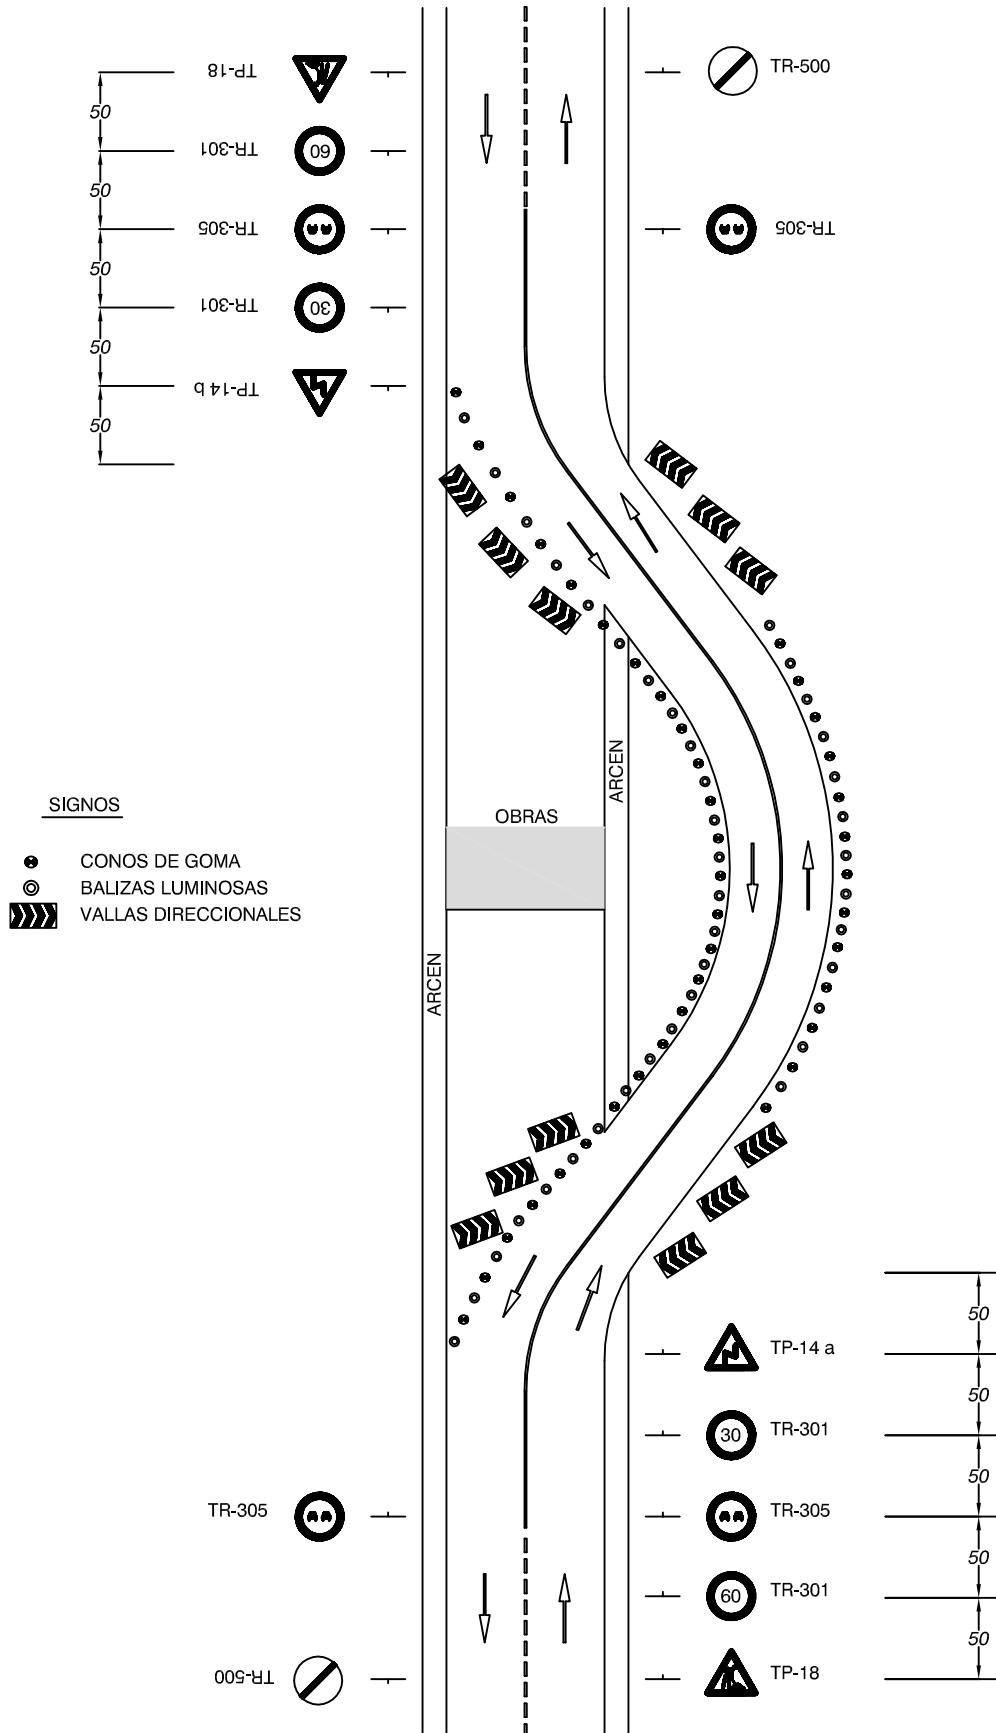 TP-18
TR-500
50
TR-301
60
50
TR-305
TR-305
50
TR-301
30
50
TP-14 b
50
ARCEN
SIGNOS
OBRAS
CONOS DE GOMA
BALIZAS LUMINOSAS
VALLAS DIRECCIONALES
ARCEN
50
TP-14 a
50
30
TR-301
50
TR-305
TR-305
50
60
TR-301
50
TR-500
TP-18